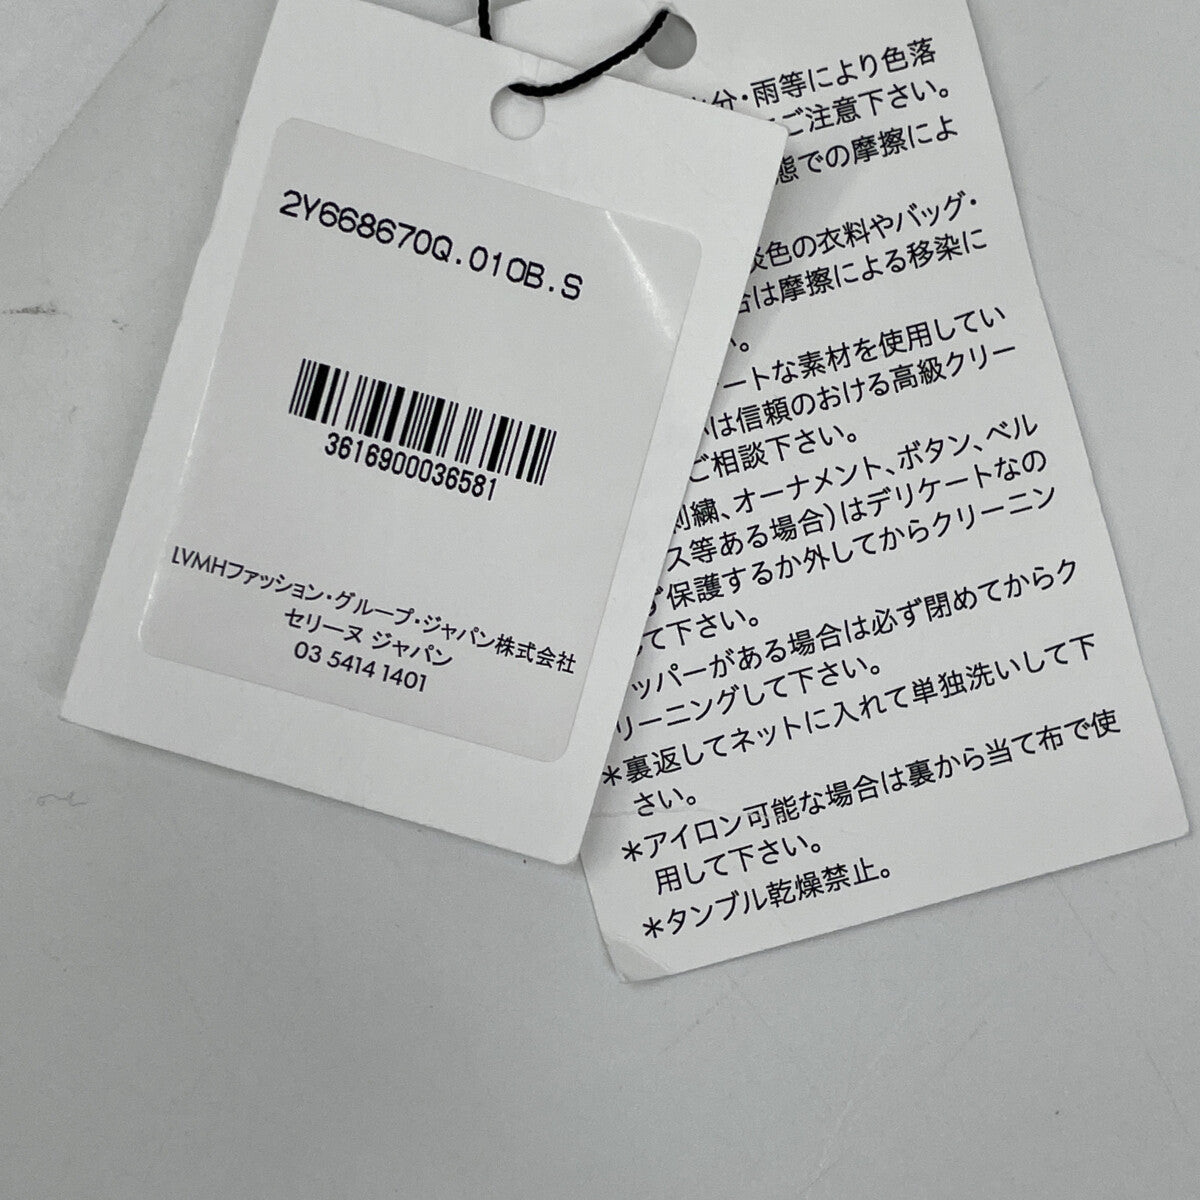 2Y668670Q.010B.S
3616900036581
LVMHファッション・グループ・ジャパン株式会社
セリーヌ ジャパン
03 5414 1401
分・雨等により色落
ご注意下さい。
態での摩擦によ
色の衣料やバッグ・
は摩擦による移染に
い。
ートな素材を使用してい
は信頼のおける高級クリー
ご相談下さい。
刺繍、オーナメント、ボタン、ベル
ス等ある場合)はデリケートなの
ず保護するか外してからクリーニン
て下さい。
ッパーがある場合は必ず閉めてからク
リーニングして下さい。
*裏返してネットに入れて単独洗いして下
さい。
*アイロン可能な場合は裏から当て布で使
用して下さい。
*タンブル乾燥禁止。